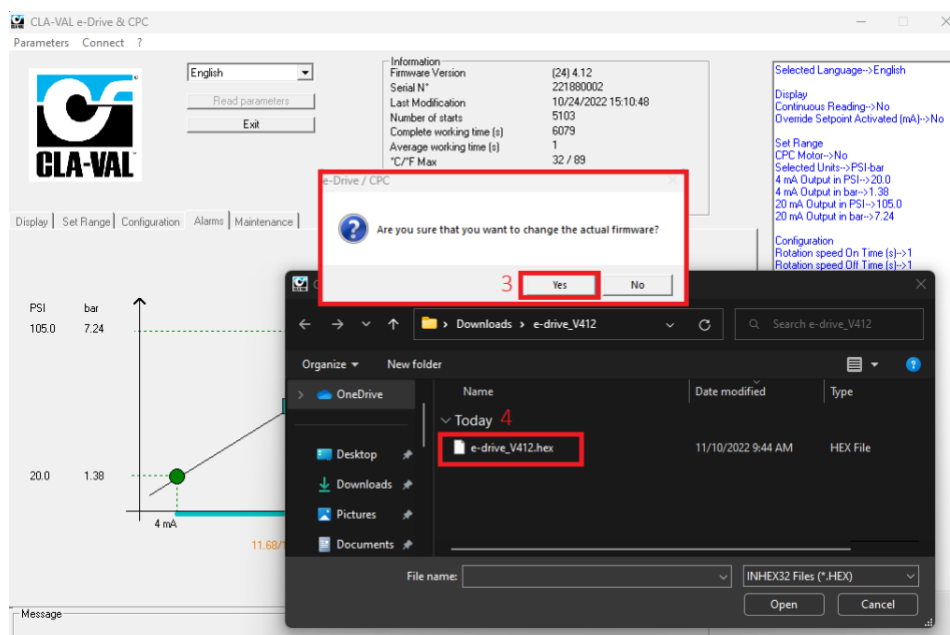 CLA-VAL e-Drive & CPC
Parameters Connect ?
CLA-VAL
English
Read parameters
Exit
Information
Firmware Version (24) 4.12
Serial N° 221880002
Last Modification 10/24/2022 15:10:48
Number of starts 5103
Complete working time (s) 6079
Average working time (s) 1
°C/°F Max 32 / 89
Selected Language-->English
Display
Continuous Reading-->No
Override Setpoint Activated (mA)-->No
Set Range
CPC Motor-->No
Selected Units-->PSI-bar
4 mA Output in PSI-->20.0
4 mA Output in bar-->1.38
20 mA Output in PSI-->105.0
20 mA Output in bar-->7.24
Configuration
Rotation speed On Time (s)-->1
Rotation speed Off Time (s)-->1
Display Set Range Configuration Alarms Maintenance
e-Drive / CPC
Are you sure that you want to change the actual firmware?
3 Yes No
PSI bar
105.0 7.24
20.0 1.38
4 mA
11.68/
Downloads › e-drive_V412
Search e-drive_V412
Organize New folder
OneDrive
Desktop
Downloads
Pictures
Documents
Name Date modified Type
Today 4
e-drive_V412.hex 11/10/2022 9:44 AM HEX File
File name: INHEX32 Files (*.HEX)
Open Cancel
Message